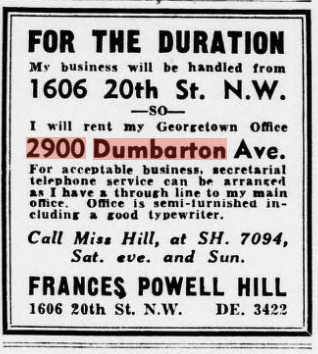 FOR THE DURATION
My business will be handled from
1606 20th St. N.W.
—SO—
I will rent my Georgetown Office
2900 Dumbarton Ave.
For acceptable business, secretarial
telephone service can be arranged
as I have a through line to my main
office. Office is semi-furnished in-
cluding a good typewriter.
Call Miss Hill, at SH. 7094,
Sat. eve. and Sun.
FRANCES POWELL HILL
1606 20th St. N.W. DE. 3422